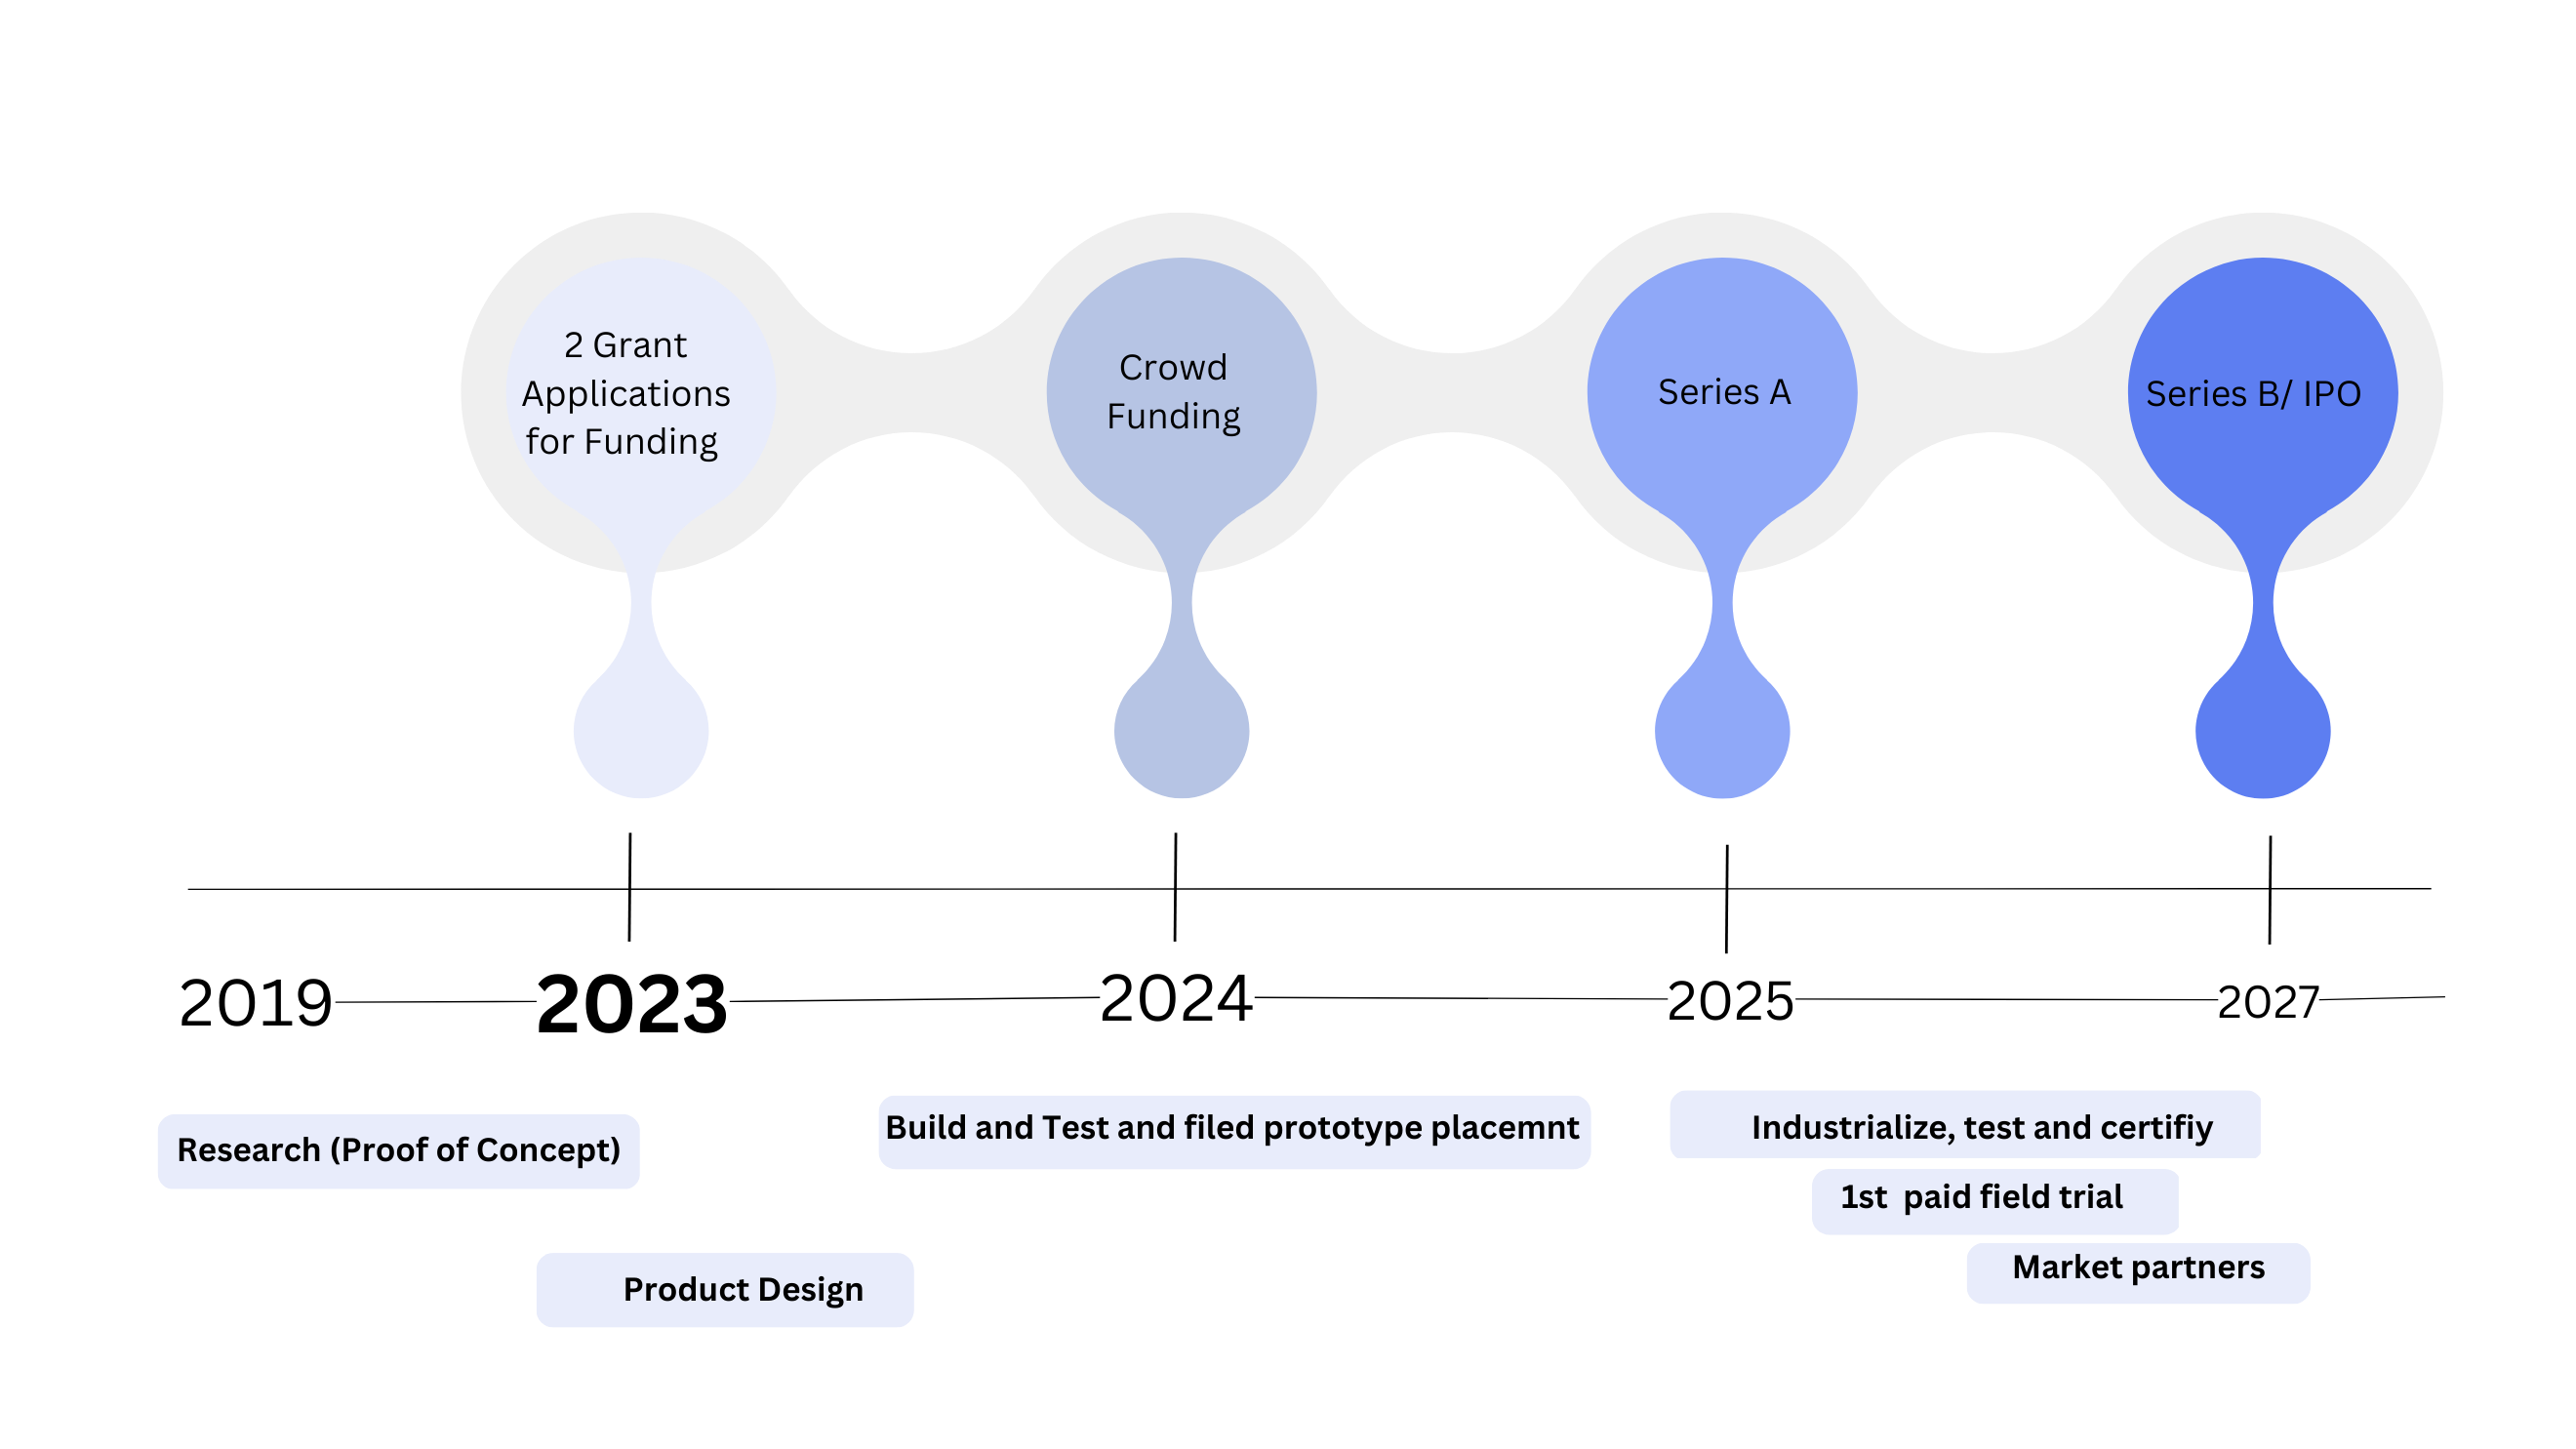 2 Grant
Applications
for Funding
Crowd
Funding
Series A
Series B/ IPO
2019
2023
2024
2025
2027
Research (Proof of Concept)
Product Design
Build and Test and filed prototype placemnt
Industrialize, test and certifiy
1st  paid field trial
Market partners